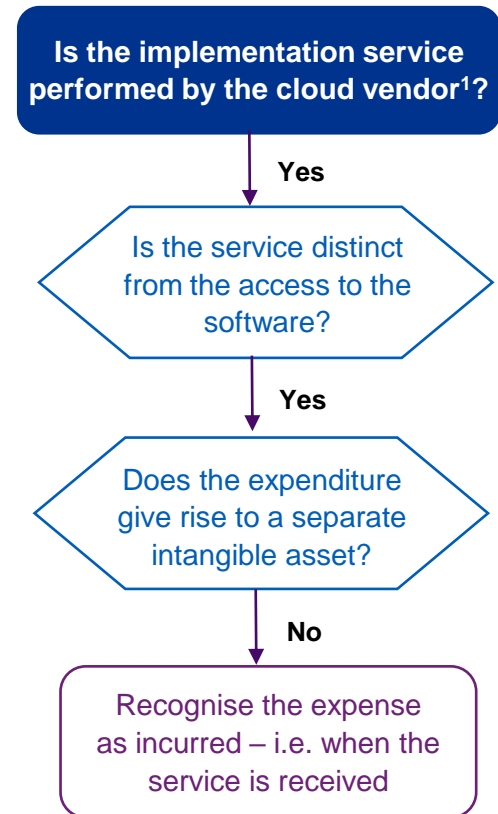 Is the implementation service
performed by the cloud vendor¹?
Yes
Is the service distinct
from the access to the
software?
Yes
Does the expenditure
give rise to a separate
intangible asset?
No
Recognise the expense
as incurred – i.e. when the
service is received